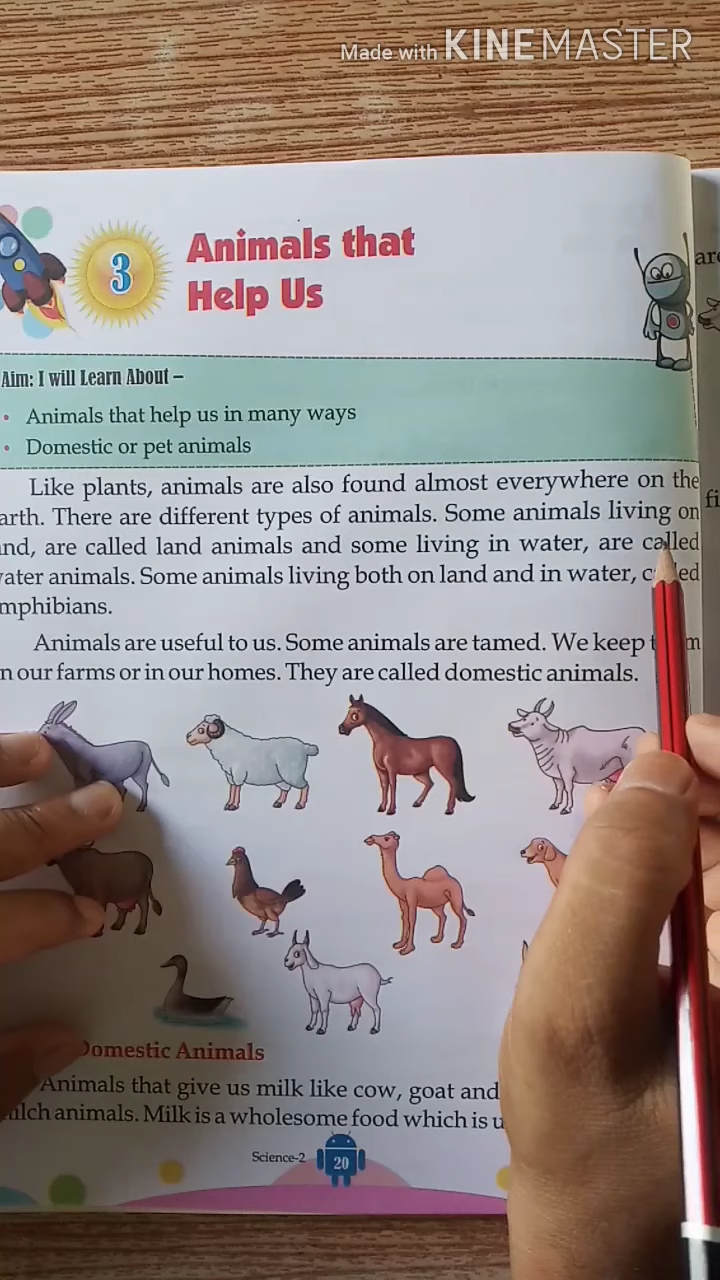 Made with KINEMASTER
3
Animals that
Help Us
Aim: I will Learn About –
• Animals that help us in many ways
• Domestic or pet animals
Like plants, animals are also found almost everywhere on the
arth. There are different types of animals. Some animals living on
nd, are called land animals and some living in water, are called
ater animals. Some animals living both on land and in water,
mphibians.
Animals are useful to us. Some animals are tamed. We keep
n our farms or in our homes. They are called domestic animals.
Domestic Animals
Animals that give us milk like cow, goat and
ilch animals. Milk is a wholesome food which is
Science-2
20